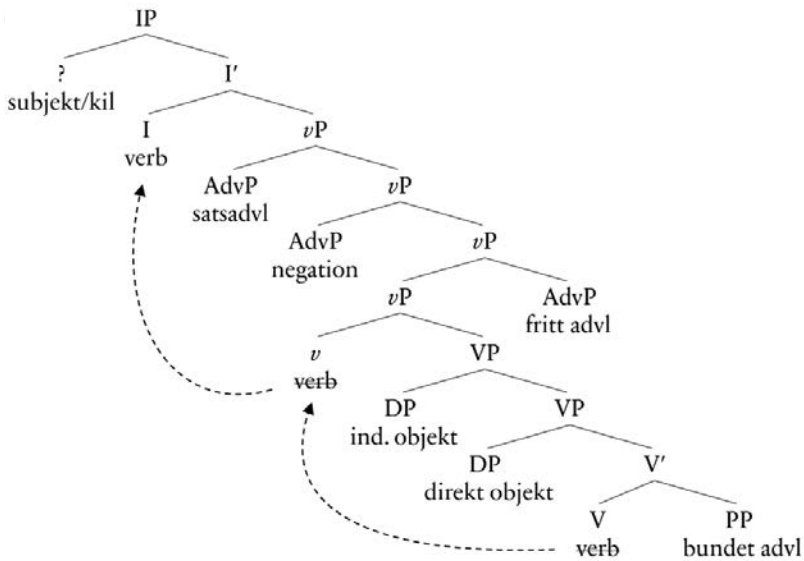 IP
? I′
subjekt/kil
I vP
verb
AdvP vP
satsadvl
AdvP vP
negation
vP AdvP
fritt advl
v VP
verb
DP VP
ind. objekt
DP V′
direkt objekt
V PP
verb bundet advl